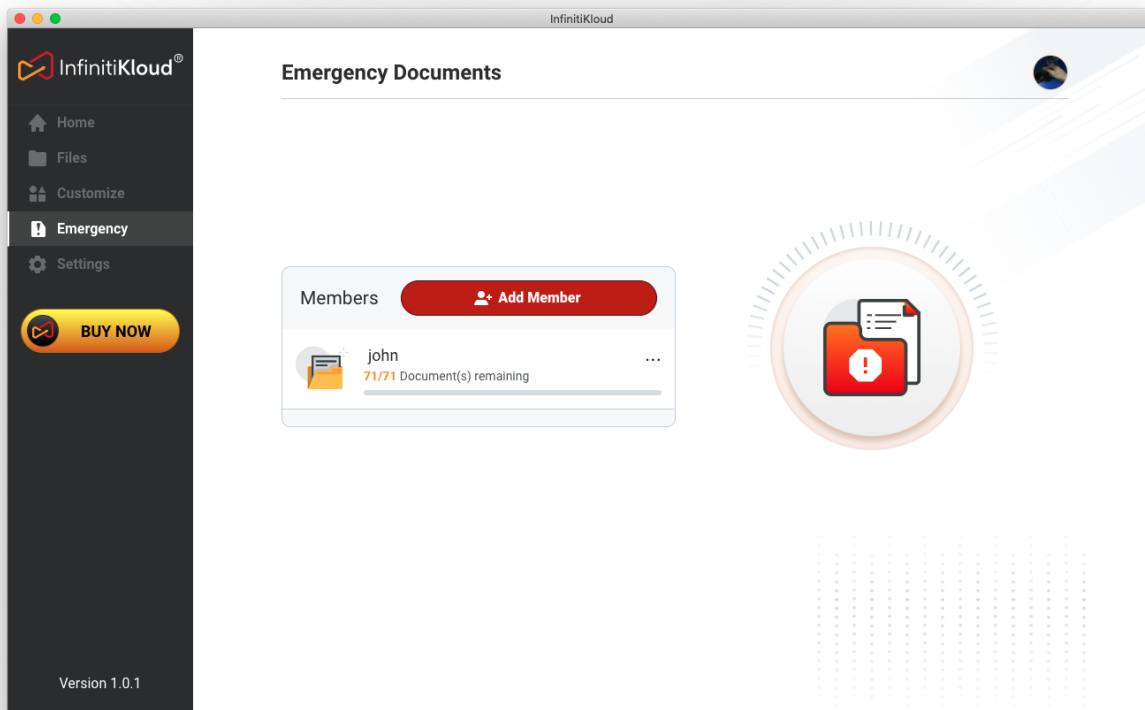 InfinitiKloud
InfinitiKloud®
Home
Files
Customize
Emergency
Settings
BUY NOW
Version 1.0.1
Emergency Documents
Members
Add Member
john
...
71/71 Document(s) remaining